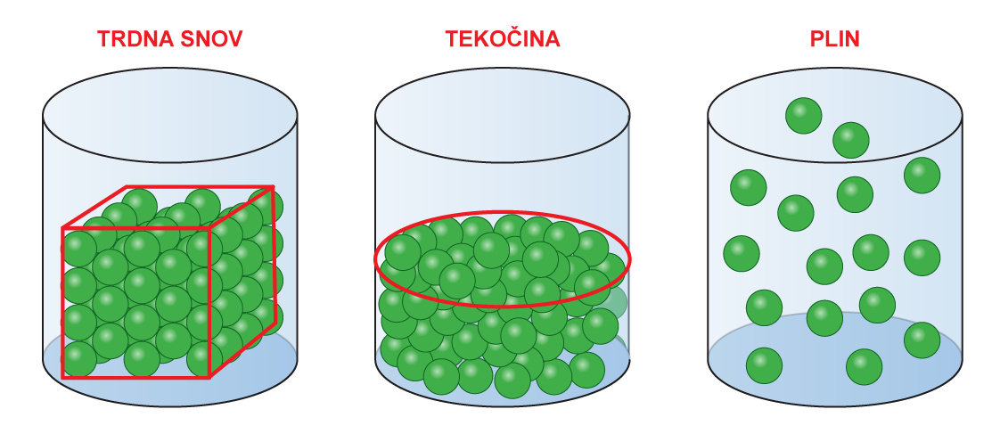 TRDNA SNOV
TEKOČINA
PLIN